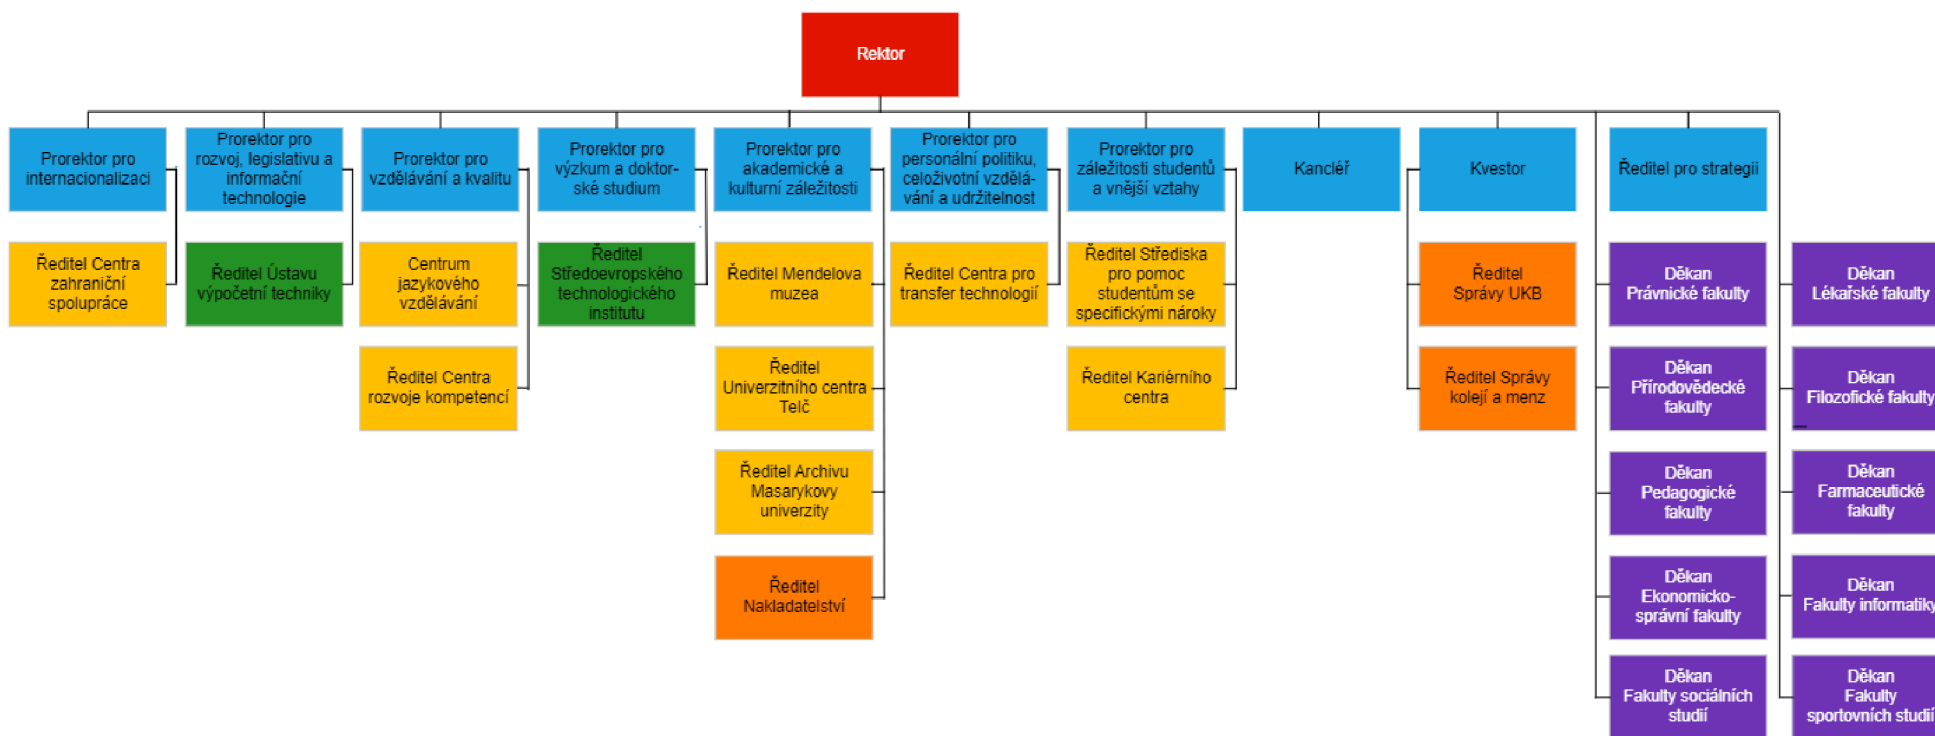 Rektor
Prorektor pro
internacionalizaci
Prorektor pro
rozvoj, legislativu a
informační
technologie
Prorektor pro
vzdělávání a kvalitu
Prorektor pro
výzkum a doktor-
ské studium
Prorektor pro
akademické a
kulturní záležitosti
Prorektor pro
personální politiku,
celoživotní vzdělá-
vání a udržitelnost
Prorektor pro
záležitosti studentů
a vnější vztahy
Kancléř
Kvestor
Ředitel pro strategii
Ředitel Centra
zahraniční
spolupráce
Ředitel Ústavu
výpočetní techniky
Centrum
jazykového
vzdělávání
Ředitel
Středoevropského
technologického
institutu
Ředitel Mendelova
muzea
Ředitel Centra pro
transfer technologií
Ředitel Střediska
pro pomoc
studentům se
specifickými nároky
Ředitel
Správy UKB
Děkan
Právnické fakulty
Děkan
Lékařské fakulty
Ředitel Centra
rozvoje kompetencí
Ředitel
Univerzitního centra
Telč
Ředitel Kariérního
centra
Ředitel Správy
kolejí a menz
Děkan
Přírodovědecké
fakulty
Děkan
Filozofické fakulty
Ředitel Archivu
Masarykovy
univerzity
Děkan
Pedagogické
fakulty
Děkan
Farmaceutické
fakulty
Ředitel
Nakladatelství
Děkan
Ekonomicko-
správní fakulty
Děkan
Fakulty informatiky
Děkan
Fakulty sociálních
studií
Děkan
Fakulty
sportovních studií